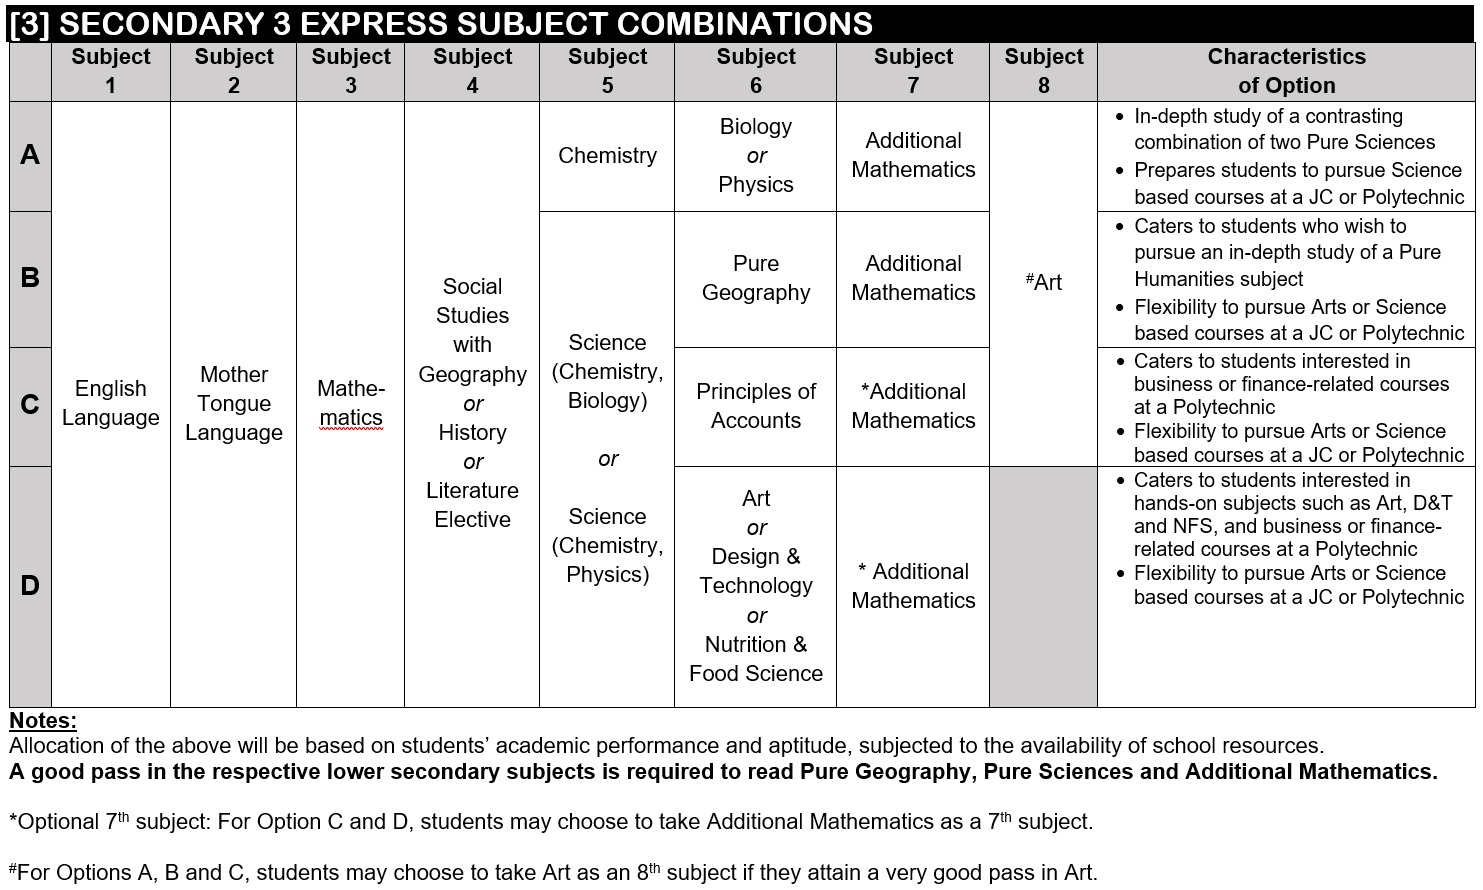 [3] SECONDARY 3 EXPRESS SUBJECT COMBINATIONS
Subject
1
Subject
2
Subject
3
Subject
4
Subject
5
Subject
6
Subject
7
Subject
8
Characteristics
of Option
A
English
Language
Mother
Tongue
Language
Mathe-
matics
Social
Studies
with
Geography
or
History
or
Literature
Elective
Chemistry
Biology
or
Physics
Additional
Mathematics
#Art
• In-depth study of a contrasting
combination of two Pure Sciences
• Prepares students to pursue Science
based courses at a JC or Polytechnic
B
Science
(Chemistry,
Biology)
or
Science
(Chemistry,
Physics)
Pure
Geography
Additional
Mathematics
• Caters to students who wish to
pursue an in-depth study of a Pure
Humanities subject
• Flexibility to pursue Arts or Science
based courses at a JC or Polytechnic
C
Principles of
Accounts
*Additional
Mathematics
• Caters to students interested in
business or finance-related courses
at a Polytechnic
• Flexibility to pursue Arts or Science
based courses at a JC or Polytechnic
D
Art
or
Design &
Technology
or
Nutrition &
Food Science
* Additional
Mathematics
• Caters to students interested in
hands-on subjects such as Art, D&T
and NFS, and business or finance-
related courses at a Polytechnic
• Flexibility to pursue Arts or Science
based courses at a JC or Polytechnic
Notes:
Allocation of the above will be based on students’ academic performance and aptitude, subjected to the availability of school resources.
A good pass in the respective lower secondary subjects is required to read Pure Geography, Pure Sciences and Additional Mathematics.
*Optional 7th subject: For Option C and D, students may choose to take Additional Mathematics as a 7th subject.
#For Options A, B and C, students may choose to take Art as an 8th subject if they attain a very good pass in Art.